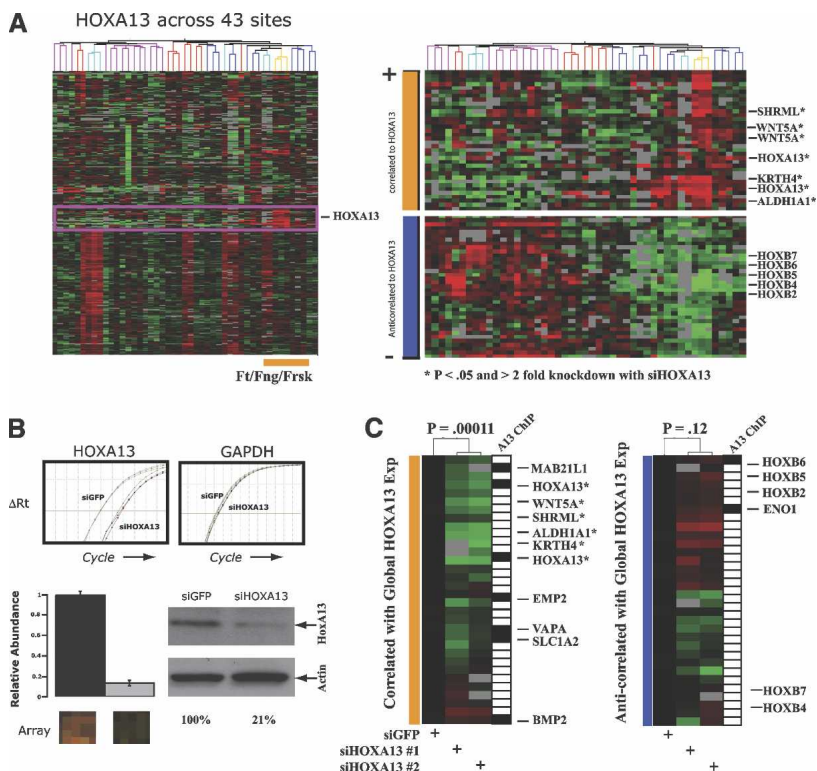 A
HOXA13 across 43 sites
HOXA13
Ft/Fng/Frsk
+
correlated to HOXA13
SHRML*
WNT5A*
WNT5A*
HOXA13*
KRTH4*
HOXA13*
ALDH1A1*
Anticorrelated to HOXA13
HOXB7
HOXB6
HOXB5
HOXB4
HOXB2
-
* P < .05 and > 2 fold knockdown with siHOXA13
B
HOXA13
GAPDH
ΔRt
siGFP
siHOXA13
siGFP
siHOXA13
Cycle
Cycle
Relative Abundance
1
0.8
0.6
0.4
0.2
0
Array
siGFP
siHOXA13
HoxA13
Actin
100%
21%
C
P = .00011
A13 ChIP
Correlated with Global HOXA13 Exp
MAB21L1
HOXA13*
WNT5A*
SHRML*
ALDH1A1*
KRTH4*
HOXA13*
EMP2
VAPA
SLC1A2
BMP2
siGFP
siHOXA13 #1
siHOXA13 #2
+
+
+
P = .12
A13 ChIP
Anti-correlated with Global HOXA13 Exp
HOXB6
HOXB5
HOXB2
ENO1
HOXB7
HOXB4
+
+
+